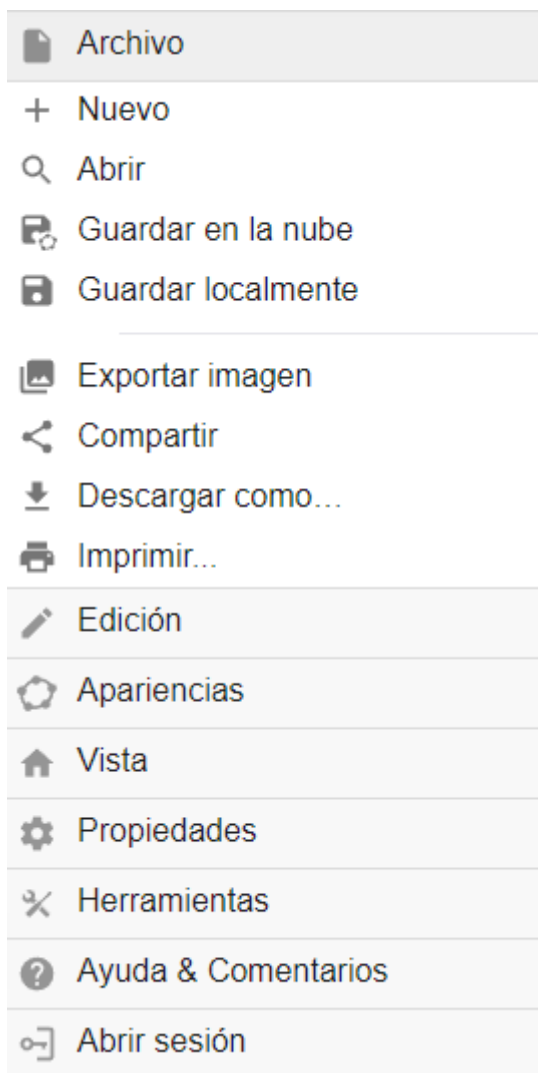 Archivo
Nuevo
Abrir
Guardar en la nube
Guardar localmente
Exportar imagen
Compartir
Descargar como...
Imprimir...
Edición
Apariencias
Vista
Propiedades
Herramientas
Ayuda & Comentarios
Abrir sesión